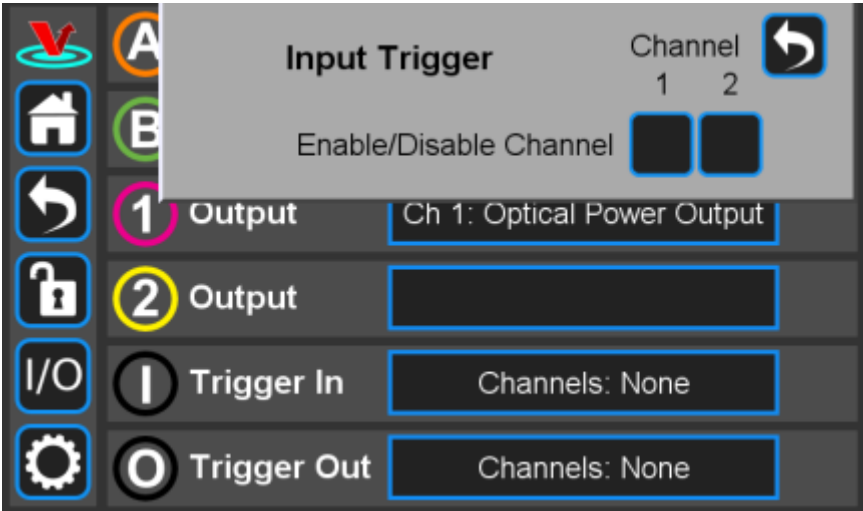 A
Input Trigger
Channel
1 2
B
Enable/Disable Channel
1 Output Ch 1: Optical Power Output
2 Output
I/O
I Trigger In Channels: None
O Trigger Out Channels: None